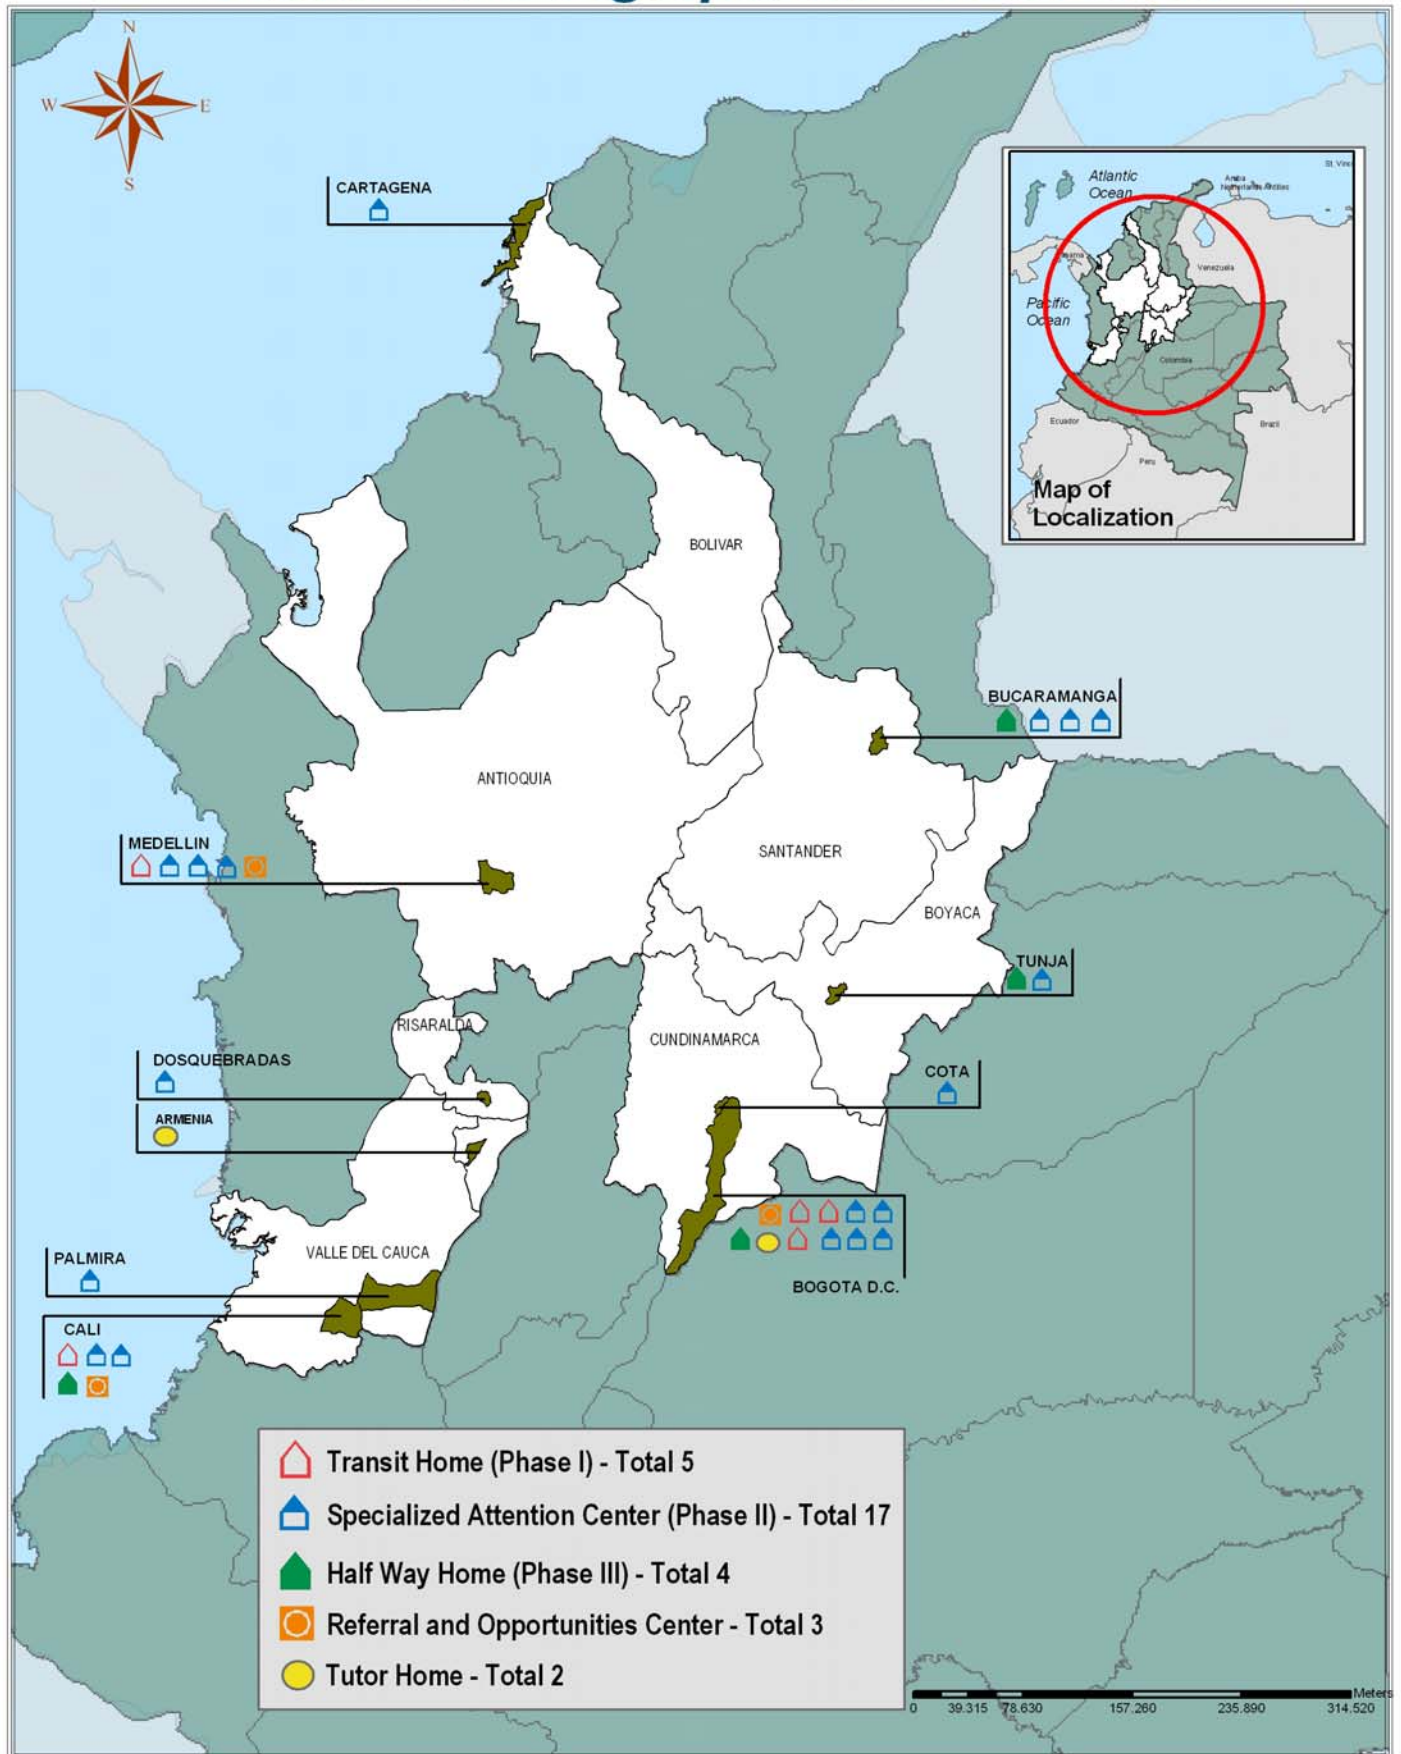 N
W
E
S
CARTAGENA
Atlantic
Ocean
Aruba
Netherlands Antilles
Venezuela
Pacific
Ocean
Colombia
Ecuador
Brazil
Peru
Map of
Localization
BOLIVAR
BUCARAMANGA
ANTIOQUIA
MEDELLIN
SANTANDER
BOYACA
TUNJA
RISARALDA
CUNDINAMARCA
DOSQUEBRADAS
COTA
ARMENIA
VALLE DEL CAUCA
PALMIRA
BOGOTA D.C.
CALI
Transit Home (Phase I) - Total 5
Specialized Attention Center (Phase II) - Total 17
Half Way Home (Phase III) - Total 4
Referral and Opportunities Center - Total 3
Tutor Home - Total 2
Meters
0 39.315 78.630 157.260 235.890 314.520